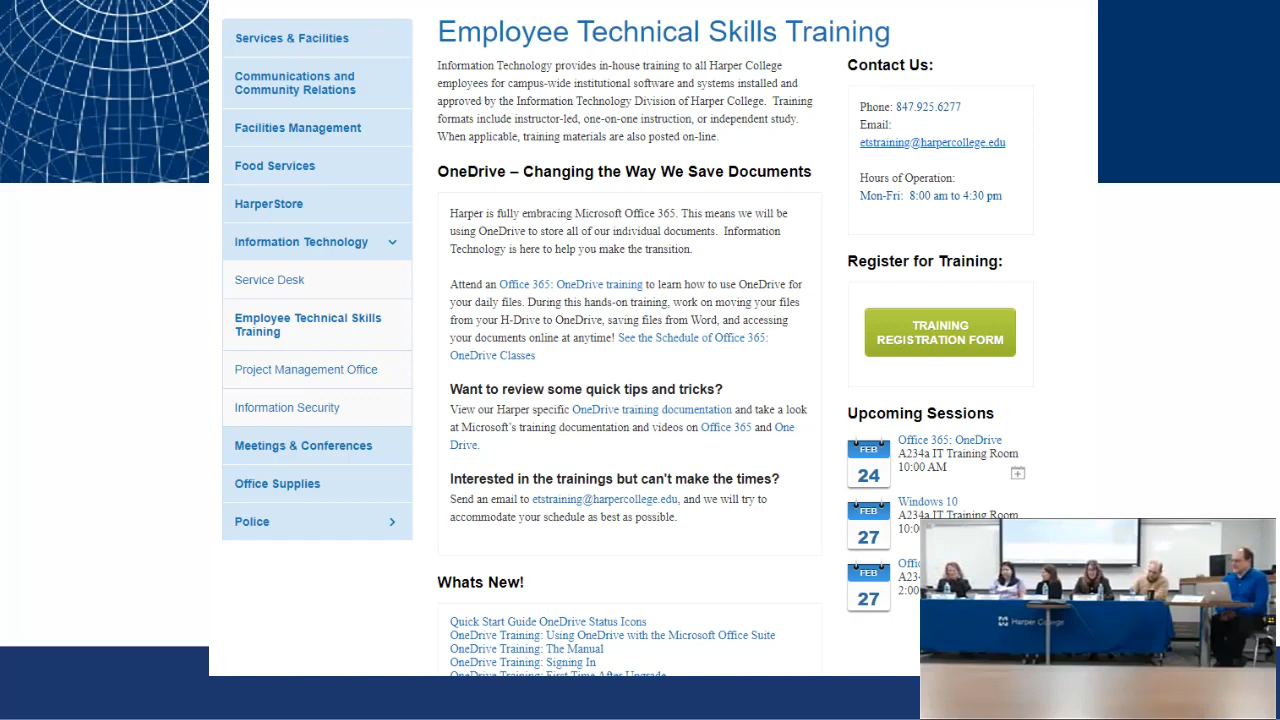 Services & Facilities
Communications and
Community Relations
Facilities Management
Food Services
HarperStore
Information Technology
Service Desk
Employee Technical Skills
Training
Project Management Office
Information Security
Meetings & Conferences
Office Supplies
Police
Employee Technical Skills Training
Information Technology provides in-house training to all Harper College
employees for campus-wide institutional software and systems installed and
approved by the Information Technology Division of Harper College. Training
formats include instructor-led, one-on-one instruction, or independent study.
When applicable, training materials are also posted on-line.
OneDrive – Changing the Way We Save Documents
Harper is fully embracing Microsoft Office 365. This means we will be
using OneDrive to store all of our individual documents. Information
Technology is here to help you make the transition.
Attend an Office 365: OneDrive training to learn how to use OneDrive for
your daily files. During this hands-on training, work on moving your files
from your H-Drive to OneDrive, saving files from Word, and accessing
your documents online at anytime! See the Schedule of Office 365:
OneDrive Classes
Want to review some quick tips and tricks?
View our Harper specific OneDrive training documentation and take a look
at Microsoft's training documentation and videos on Office 365 and One
Drive.
Interested in the trainings but can't make the times?
Send an email to etstraining@harpercollege.edu, and we will try to
accommodate your schedule as best as possible.
Whats New!
Quick Start Guide OneDrive Status Icons
OneDrive Training: Using OneDrive with the Microsoft Office Suite
OneDrive Training: The Manual
OneDrive Training: Signing In
OneDrive Training: First Time After Upgrade
Contact Us:
Phone: 847.925.6277
Email:
etstraining@harpercollege.edu
Hours of Operation:
Mon-Fri: 8:00 am to 4:30 pm
Register for Training:
TRAINING
REGISTRATION FORM
Upcoming Sessions
FEB
24
Office 365: OneDrive
A234a IT Training Room
10:00 AM
FEB
27
Windows 10
A234a IT Training Room
10:0
FEB
27
Offic
A234
2:00
Harper College